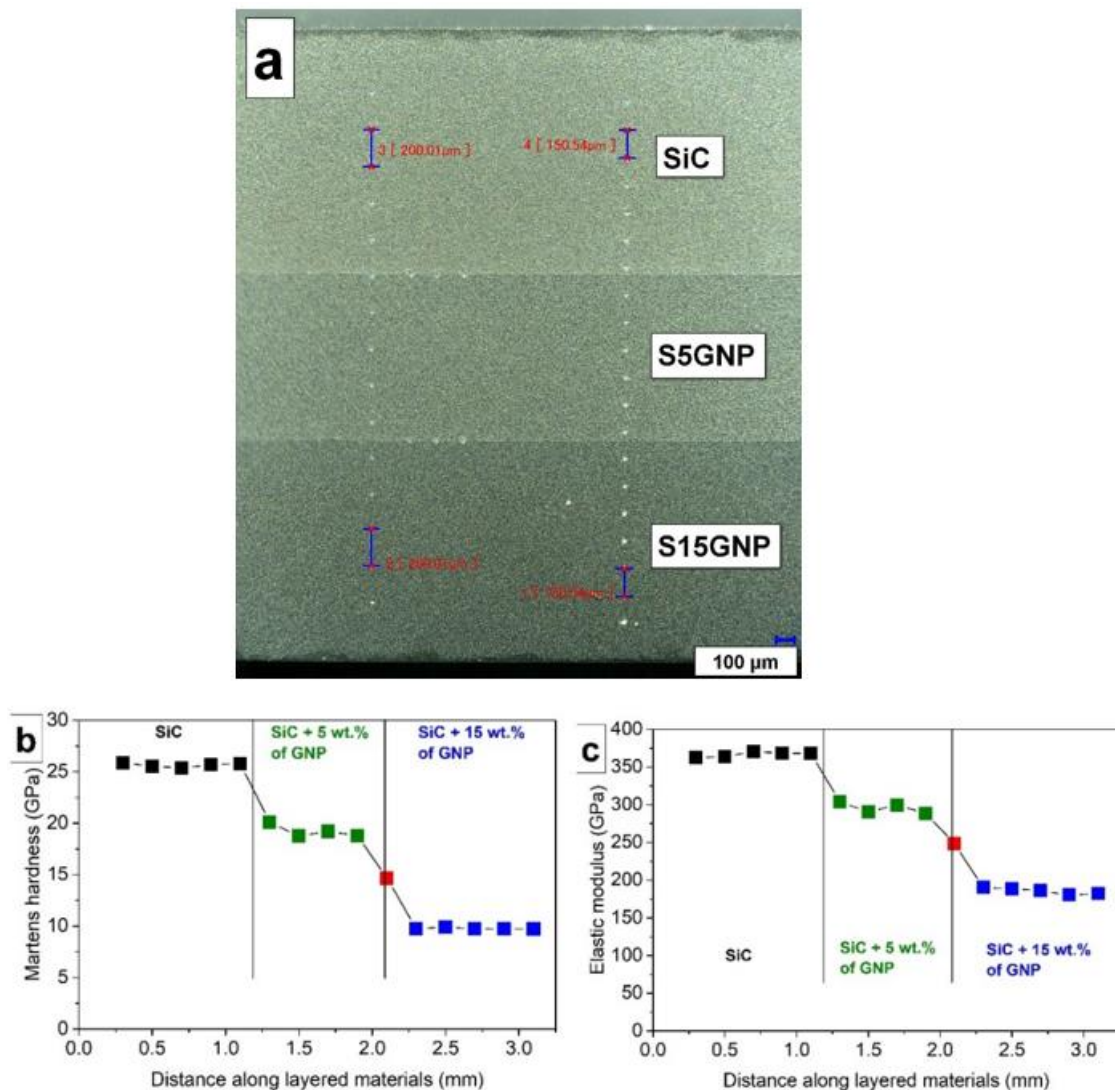 a
3 [ 200.01µm ]
4 [ 150.54µm ]
SiC
S5GNP
S15GNP
100 µm
b
30
25
20
15
10
5
0
Martens hardness (GPa)
SiC
SiC + 5 wt.%
of GNP
SiC + 15 wt.%
of GNP
0.0 0.5 1.0 1.5 2.0 2.5 3.0
Distance along layered materials (mm)
c
400
350
300
250
200
150
100
50
0
Elastic modulus (GPa)
SiC
SiC + 5 wt.%
of GNP
SiC + 15 wt.%
of GNP
0.0 0.5 1.0 1.5 2.0 2.5 3.0
Distance along layered materials (mm)